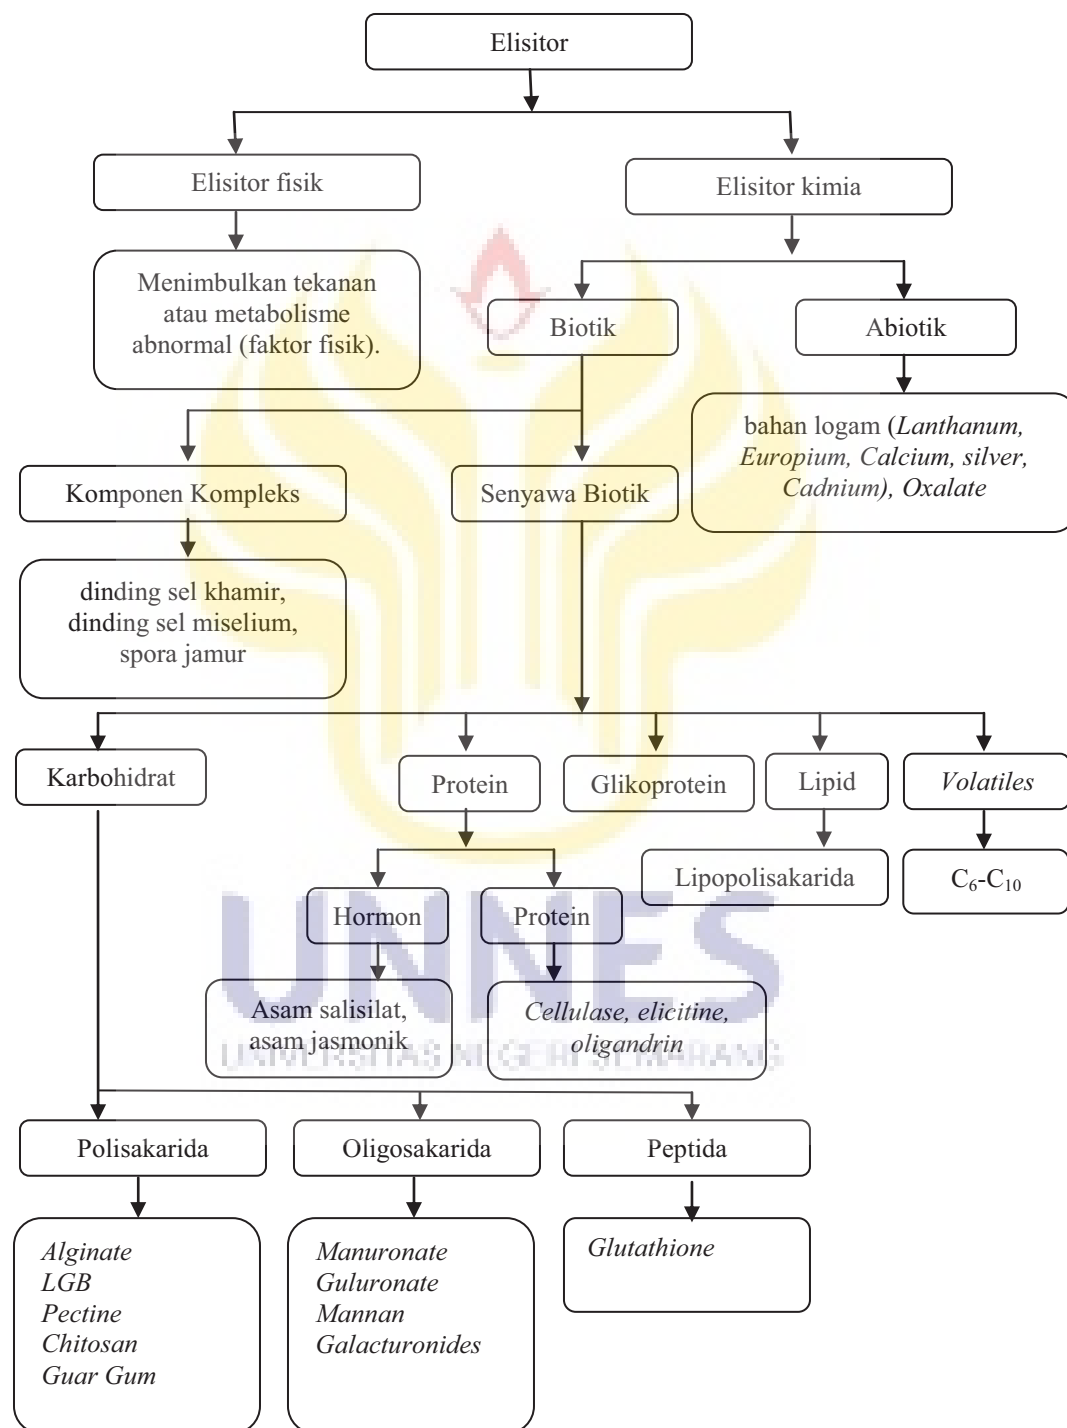 Elisitor
Elisitor fisik
Elisitor kimia
Menimbulkan tekanan
atau metabolisme
abnormal (faktor fisik).
Biotik
Abiotik
bahan logam (Lanthanum,
Europium, Calcium, silver,
Cadnium), Oxalate
Komponen Kompleks
Senyawa Biotik
dinding sel khamir,
dinding sel miselium,
spora jamur
Karbohidrat
Protein
Glikoprotein
Lipid
Volatiles
Lipopolisakarida
C₆-C₁₀
Hormon
Protein
UNNES
Asam salisilat,
asam jasmonik
Cellulase, elicitine,
oligandrin
UNIVERSITAS NEGERI SEMARANG
Polisakarida
Oligosakarida
Peptida
Alginate
LGB
Pectine
Chitosan
Guar Gum
Manuronate
Guluronate
Mannan
Galacturonides
Glutathione